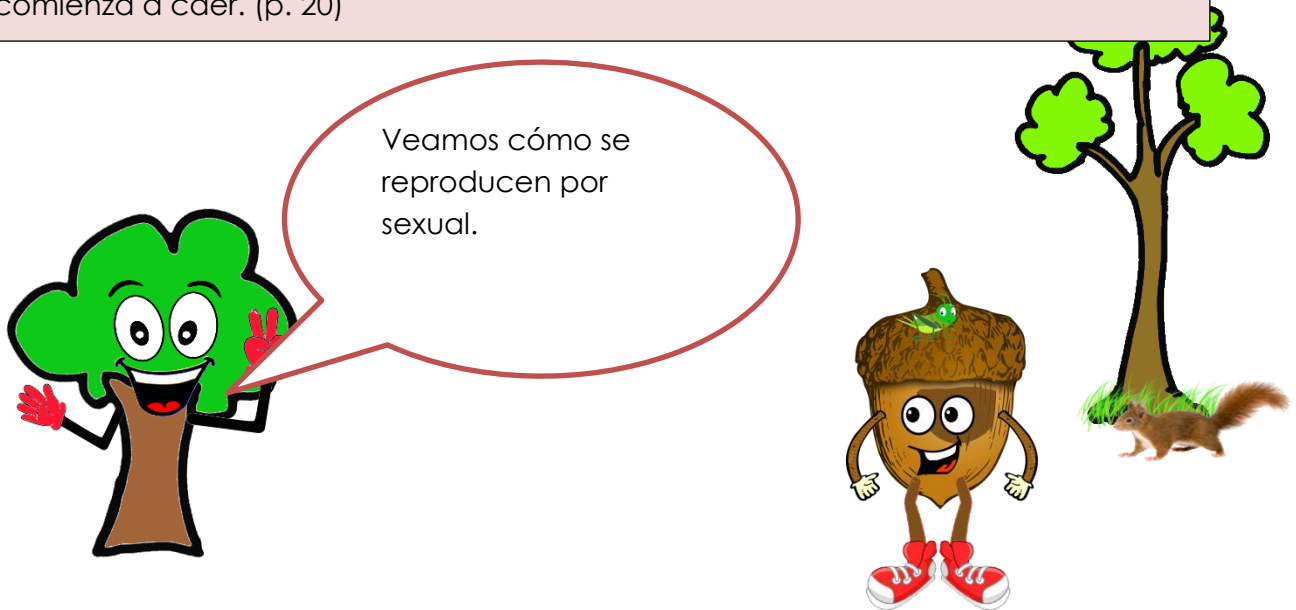 comienza a caer. (p. 20)
Veamos cómo se
reproducen por
sexual.